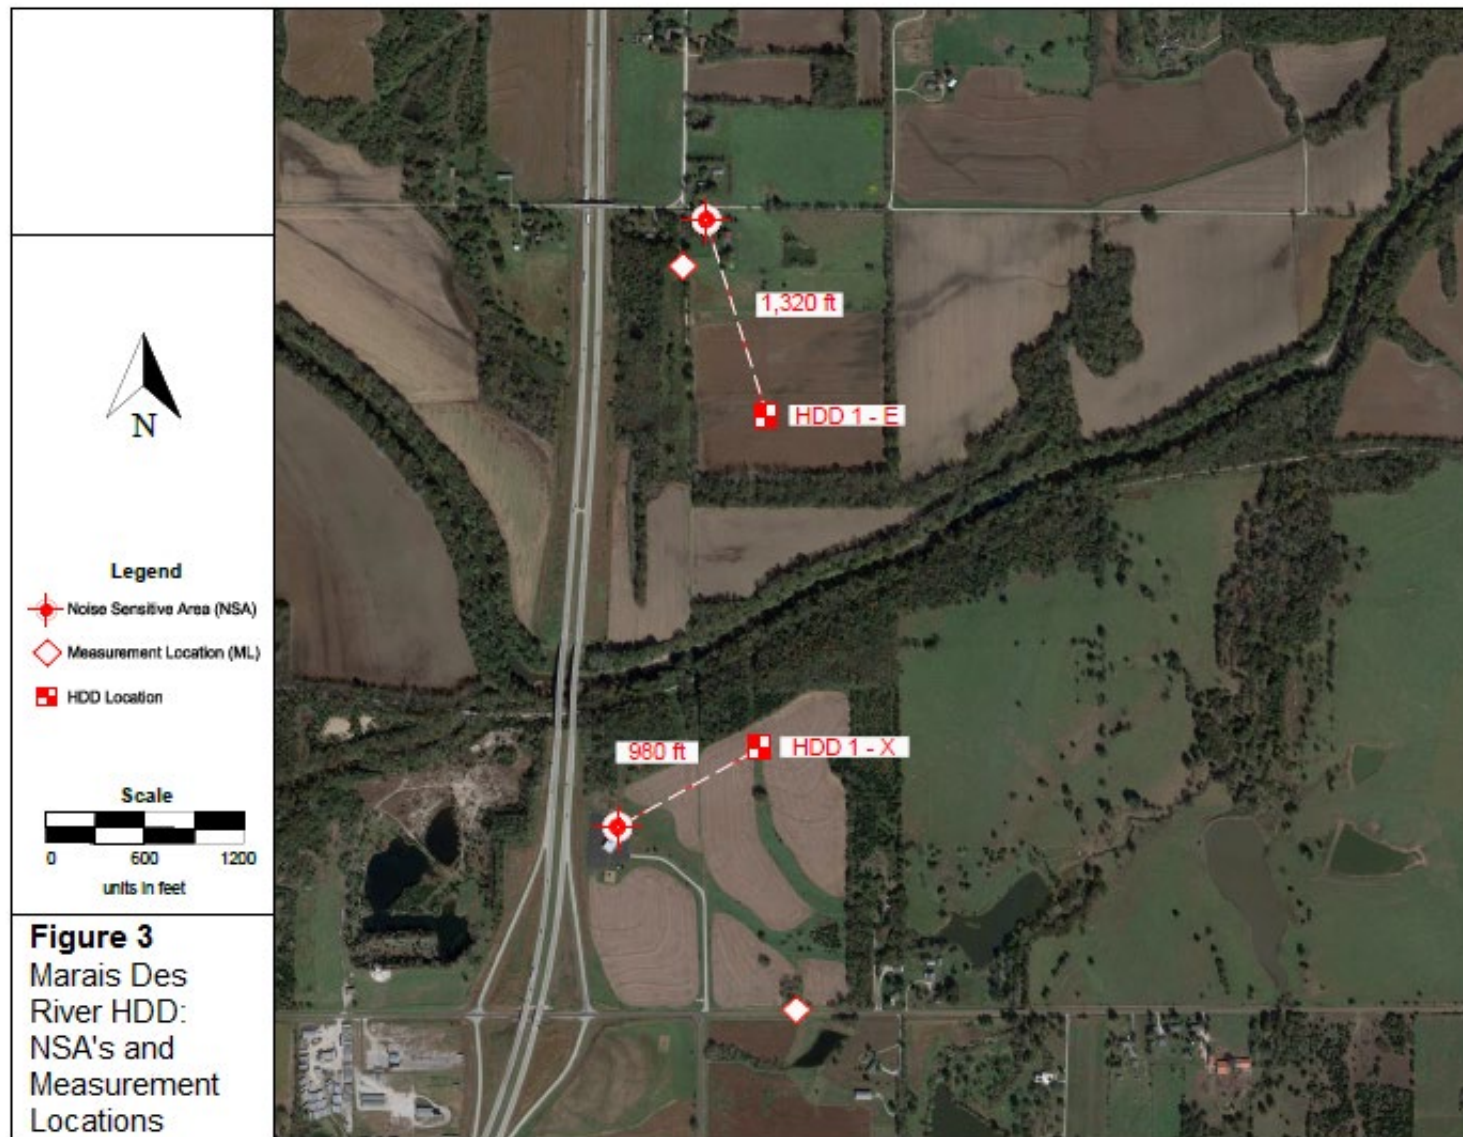 N
Legend
Noise Sensitive Area (NSA)
Measurement Location (ML)
HDD Location
Scale
0 600 1200
units in feet
Figure 3
Marais Des
River HDD:
NSA's and
Measurement
Locations
1,320 ft
HDD 1 - E
980 ft
HDD 1 - X